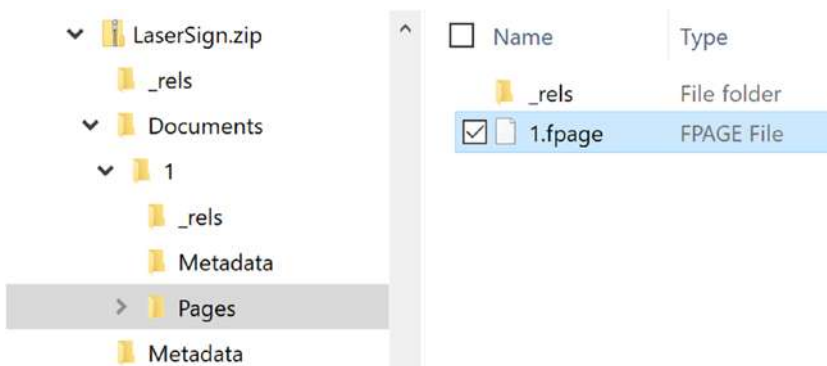 LaserSign.zip
_rels
Documents
1
_rels
Metadata
Pages
Metadata
Name Type
_rels File folder
1.fpage FPAGE File